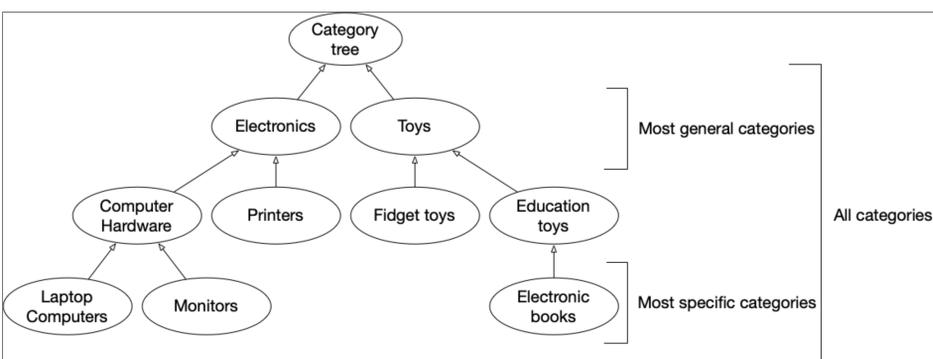 Category
tree
Electronics
Toys
Most general categories
Computer
Hardware
Printers
Fidget toys
Education
toys
All categories
Laptop
Computers
Monitors
Electronic
books
Most specific categories